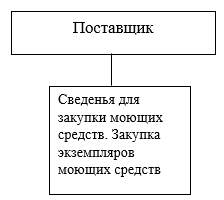 Поставщик
Сведенья для
закупки моющих
средств. Закупка
экземпляров
моющих средств